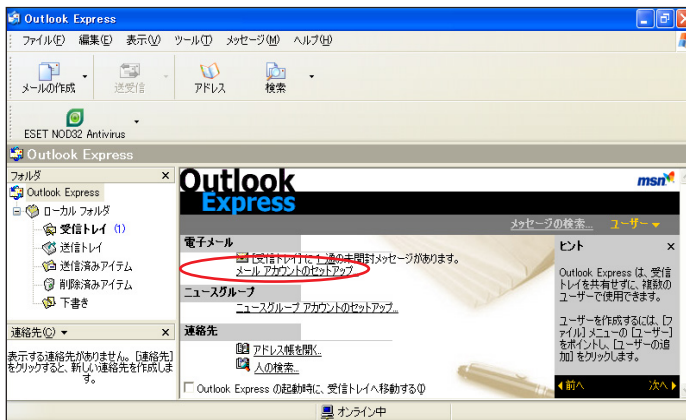 Outlook Express
ファイル(F) 編集(E) 表示(V) ツール(T) メッセージ(M) ヘルプ(H)
メールの作成 送受信 アドレス 検索
ESET NOD32 Antivirus
Outlook Express
フォルダ ×
Outlook Express
ローカル フォルダ
受信トレイ (1)
送信トレイ
送信済みアイテム
削除済みアイテム
下書き
連絡先(C) ×
表示する連絡先がありません。[連絡先]
をクリックすると、新しい連絡先を作成しま
す。
Outlook
Express
msn
メッセージの検索... ユーザー
電子メール
[受信トレイ] に 1 通の未開封メッセージがあります。
メール アカウントのセットアップ
ニュースグループ
ニュースグループ アカウントのセットアップ...
連絡先
アドレス帳を開く...
人の検索...
Outlook Express の起動時に、受信トレイへ移動する(I)
ヒント ×
Outlook Express は、受信
トレイを共有せずに、複数の
ユーザーで使用できます。
ユーザーを作成するには、[フ
ァイル] メニューの [ユーザー]
をポイントし、[ユーザーの追
加] をクリックします。
前へ 次へ
オンライン中